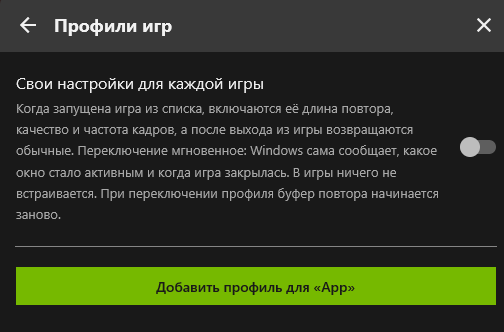 Профили игр
Свои настройки для каждой игры
Когда запущена игра из списка, включаются её длина повтора,
качество и частота кадров, а после выхода из игры возвращаются
обычные. Переключение мгновенное: Windows сама сообщает, какое
окно стало активным и когда игра закрылась. В игры ничего не
встраивается. При переключении профиля буфер повтора начинается
заново.
Добавить профиль для «App»